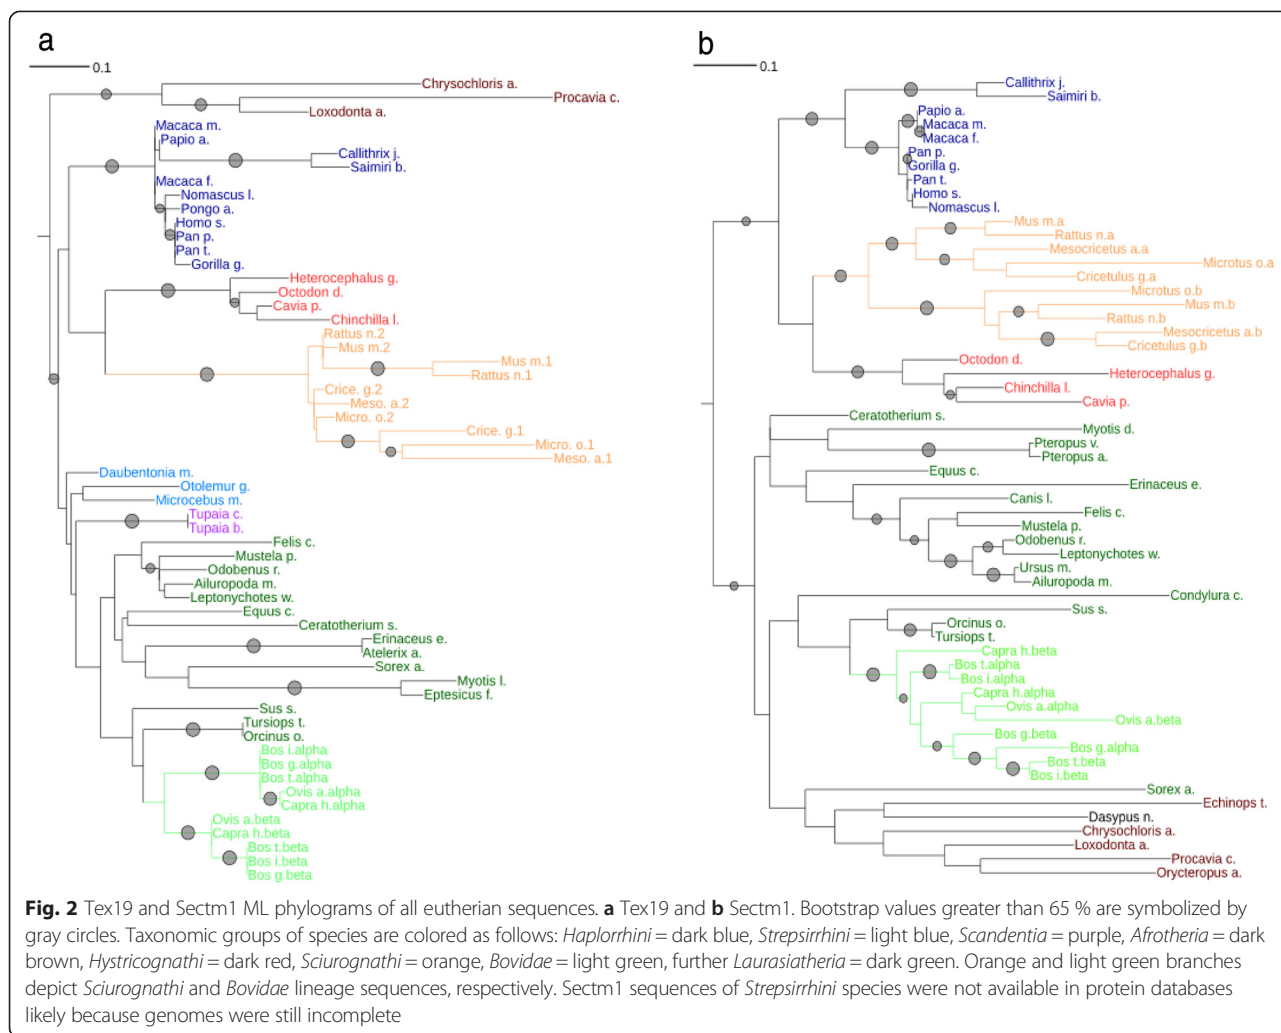 a
0.1
Chrysochloris a.
Procavia c.
Loxodonta a.
Macaca m.
Papio a.
Callithrix j.
Saimiri b.
Macaca f.
Nomascus l.
Pongo a.
Homo s.
Pan p.
Pan t.
Gorilla g.
Heterocephalus g.
Octodon d.
Cavia p.
Chinchilla l.
Rattus n.2
Mus m.2
Mus m.1
Rattus n.1
Crice. g.2
Meso. a.2
Micro. o.2
Crice. g.1
Micro. o.1
Meso. a.1
Daubentonia m.
Otolemur g.
Microcebus m.
Tupaia c.
Tupaia b.
Felis c.
Mustela p.
Odobenus r.
Ailuropoda m.
Leptonychotes w.
Equus c.
Ceratotherium s.
Erinaceus e.
Atelerix a.
Sorex a.
Myotis l.
Eptesicus f.
Sus s.
Tursiops t.
Orcinus o.
Bos i.alpha
Bos g.alpha
Bos t.alpha
Ovis a.alpha
Capra h.alpha
Ovis a.beta
Capra h.beta
Bos t.beta
Bos i.beta
Bos g.beta
b
0.1
Callithrix j.
Saimiri b.
Papio a.
Macaca m.
Macaca f.
Pan p.
Gorilla g.
Pan t.
Homo s.
Nomascus l.
Mus m.a
Rattus n.a
Mesocricetus a.a
Microtus o.a
Cricetulus g.a
Microtus o.b
Mus m.b
Rattus n.b
Mesocricetus a.b
Cricetulus g.b
Octodon d.
Heterocephalus g.
Chinchilla l.
Cavia p.
Ceratotherium s.
Myotis d.
Pteropus v.
Pteropus a.
Equus c.
Erinaceus e.
Canis l.
Felis c.
Mustela p.
Odobenus r.
Leptonychotes w.
Ursus m.
Ailuropoda m.
Condylura c.
Sus s.
Orcinus o.
Tursiops t.
Capra h.beta
Bos t.alpha
Bos i.alpha
Capra h.alpha
Ovis a.alpha
Ovis a.beta
Bos g.beta
Bos g.alpha
Bos t.beta
Bos i.beta
Sorex a.
Echinops t.
Dasypus n.
Chrysochloris a.
Loxodonta a.
Procavia c.
Orycteropus a.
Fig. 2 Tex19 and Sectm1 ML phylograms of all eutherian sequences. a Tex19 and b Sectm1. Bootstrap values greater than 65 % are symbolized by
gray circles. Taxonomic groups of species are colored as follows: Haplorrhini = dark blue, Strepsirrhini = light blue, Scandentia = purple, Afrotheria = dark
brown, Hystricognathi = dark red, Sciurognathi = orange, Bovidae = light green, further Laurasiatheria = dark green. Orange and light green branches
depict Sciurognathi and Bovidae lineage sequences, respectively. Sectm1 sequences of Strepsirrhini species were not available in protein databases
likely because genomes were still incomplete